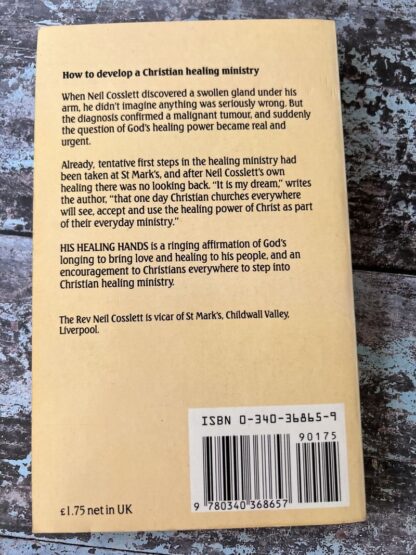 How to develop a Christian healing ministry
When Neil Cosslett discovered a swollen gland under his
arm, he didn't imagine anything was seriously wrong. But
the diagnosis confirmed a malignant tumour, and suddenly
the question of God's healing power became real and
urgent.
Already, tentative first steps in the healing ministry had
been taken at St Mark's, and after Neil Cosslett's own
healing there was no looking back. "It is my dream," writes
the author, "that one day Christian churches everywhere
will see, accept and use the healing power of Christ as part
of their everyday ministry."
HIS HEALING HANDS is a ringing affirmation of God's
longing to bring love and healing to his people, and an
encouragement to Christians everywhere to step into
Christian healing ministry.
The Rev Neil Cosslett is vicar of St Mark's, Childwall Valley,
Liverpool.
ISBN 0-340-36865-9
90175
9 780340 368657
£1.75 net in UK